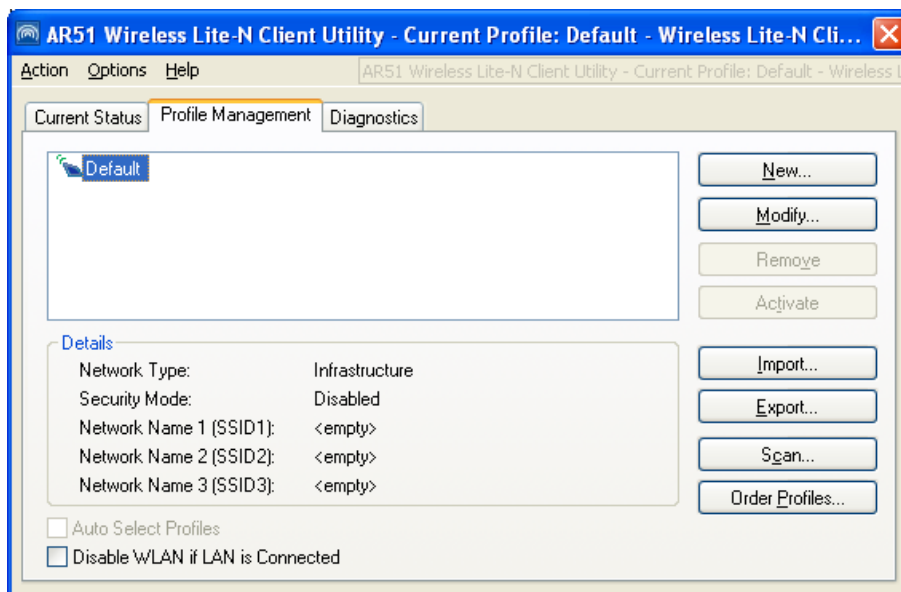 AR51 Wireless Lite-N Client Utility - Current Profile: Default - Wireless Lite-N Cli...
Action Options Help
AR51 Wireless Lite-N Client Utility - Current Profile: Default - Wireless L
Current Status Profile Management Diagnostics
Default
New...
Modify...
Remove
Activate
Details
Network Type: Infrastructure
Security Mode: Disabled
Network Name 1 (SSID1): <empty>
Network Name 2 (SSID2): <empty>
Network Name 3 (SSID3): <empty>
Import...
Export...
Scan...
Order Profiles...
Auto Select Profiles
Disable WLAN if LAN is Connected